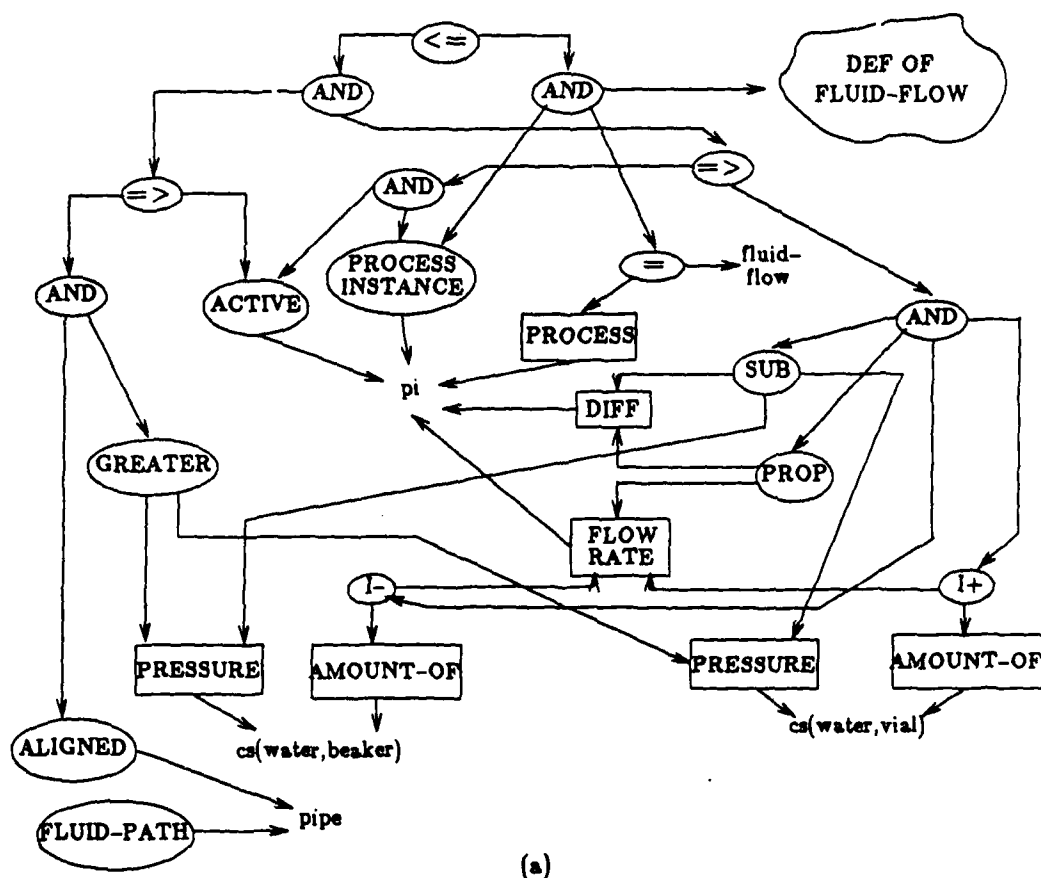 <=
DEF OF
FLUID-FLOW
AND
AND
=>
AND
=>
PROCESS
INSTANCE
=
fluid-
flow
AND
ACTIVE
AND
PROCESS
SUB
pi
DIFF
GREATER
PROP
FLOW
RATE
I-
I+
PRESSURE
AMOUNT-OF
PRESSURE
AMOUNT-OF
cs(water,beaker)
cs(water,vial)
ALIGNED
pipe
FLUID-PATH
(a)